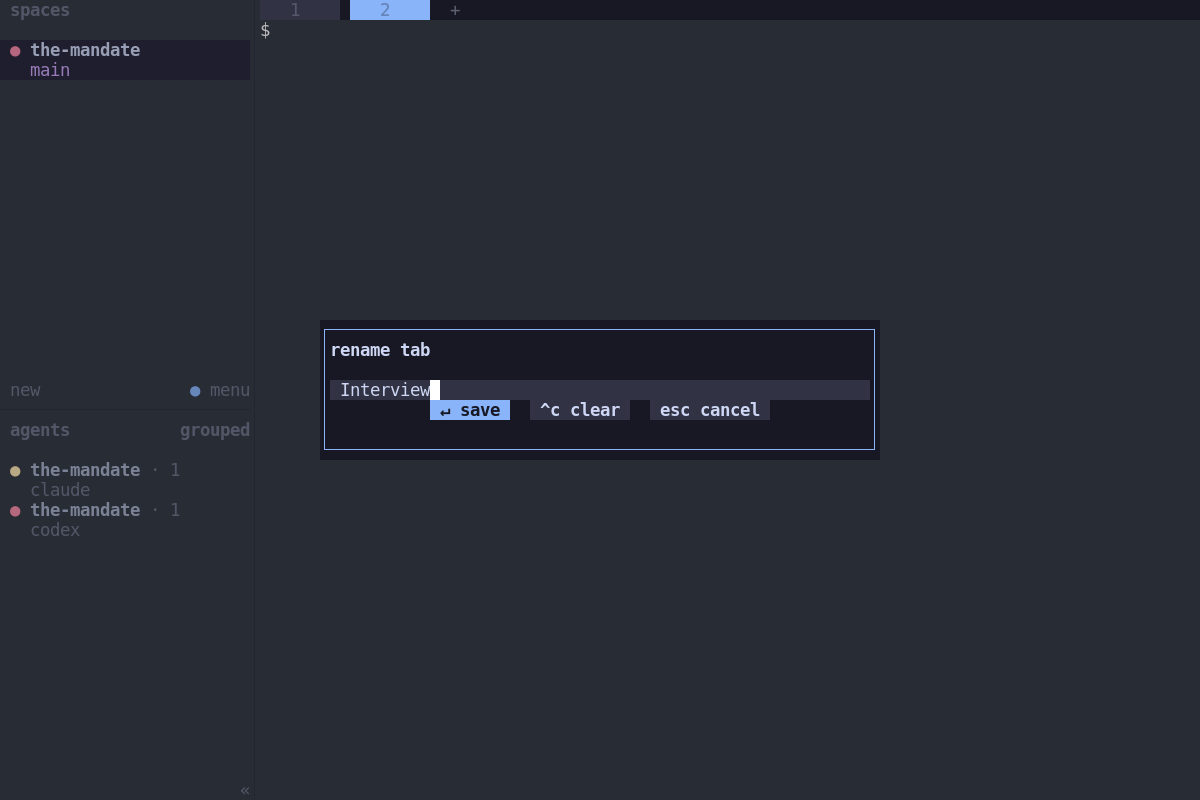 spaces
● the-mandate
main
new ● menu
agents grouped
● the-mandate · 1
claude
● the-mandate · 1
codex
«
1 2 +
$
rename tab
Interview
↵ save ^c clear esc cancel